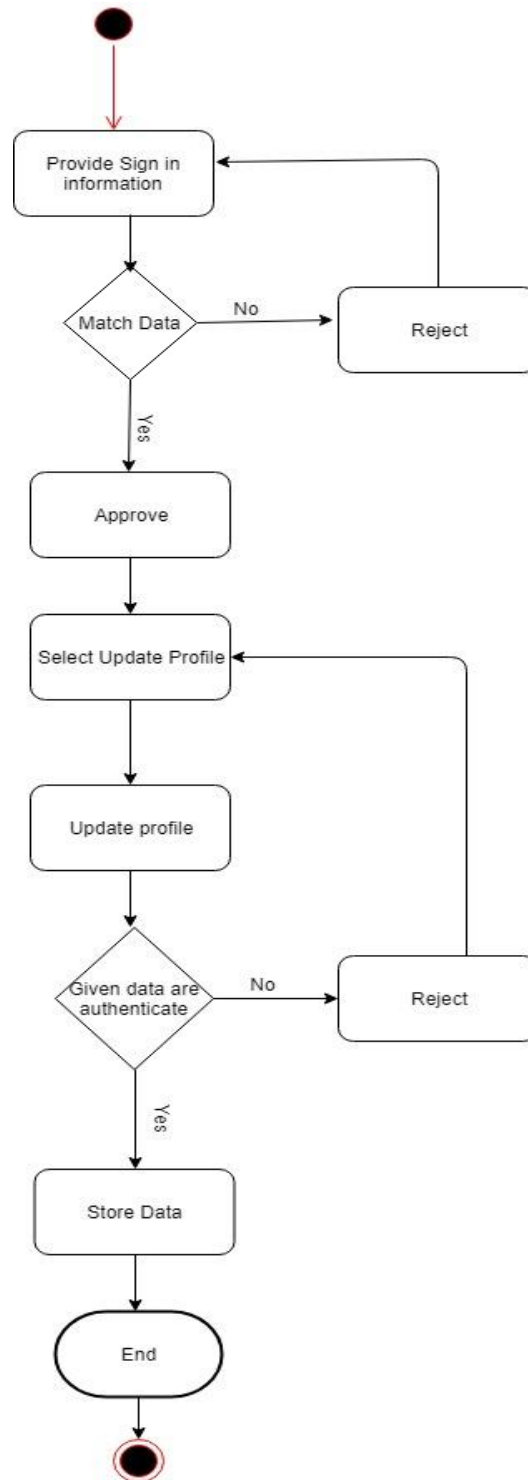 Provide Sign in
information
Match Data
No
Reject
Yes
Approve
Select Update Profile
Update profile
Given data are
authenticate
No
Reject
Yes
Store Data
End